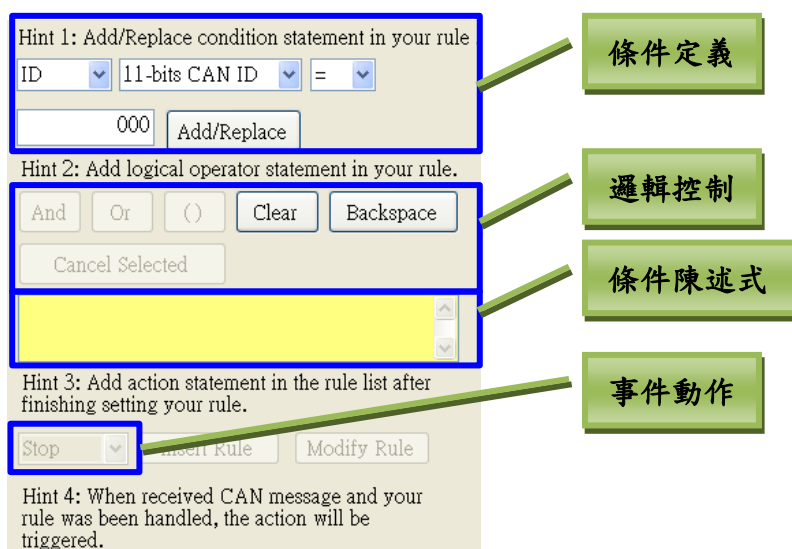 Hint 1: Add/Replace condition statement in your rule
ID 11-bits CAN ID =
000 Add/Replace
條件定義
Hint 2: Add logical operator statement in your rule.
And Or () Clear Backspace
Cancel Selected
邏輯控制
條件陳述式
Hint 3: Add action statement in the rule list after
finishing setting your rule.
Stop Insert Rule Modify Rule
事件動作
Hint 4: When received CAN message and your
rule was been handled, the action will be
triggered.